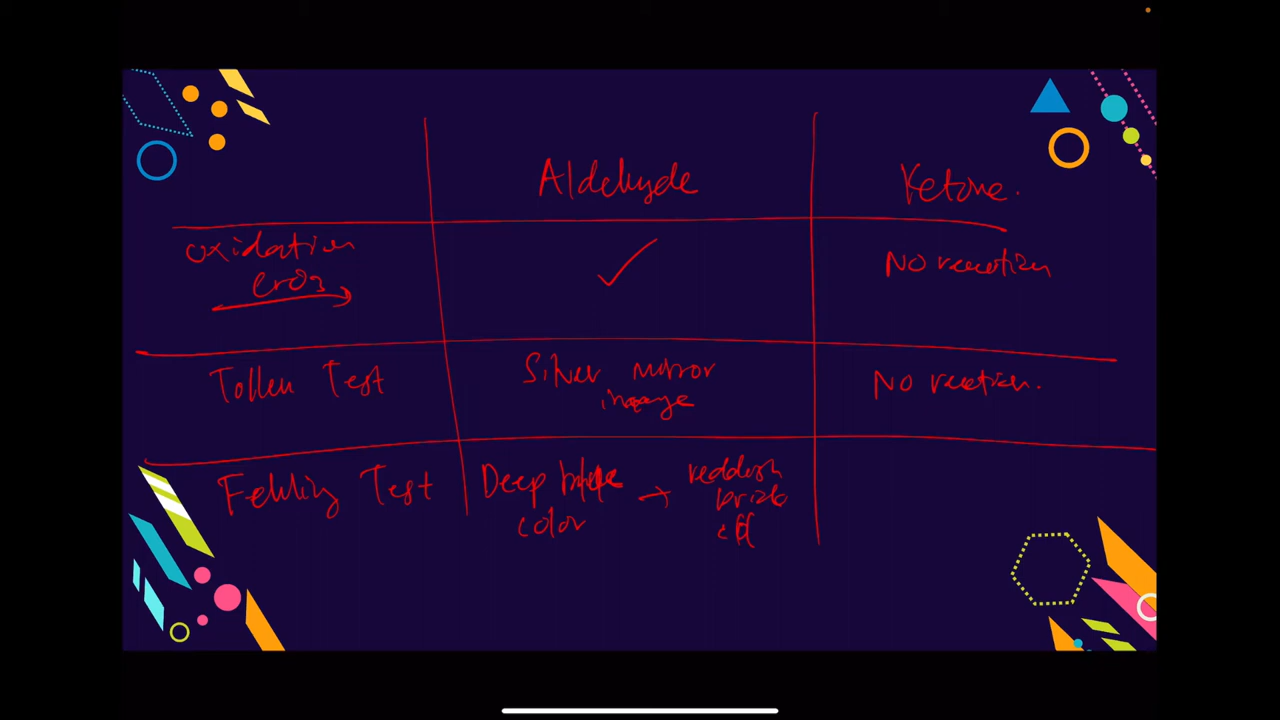 Aldehyde
Ketone.
oxidation
CrO3
No reaction
Tollen Test
Silver mirror
image
No reaction.
Fehling Test
Deep blue
color
→ reddish
brick